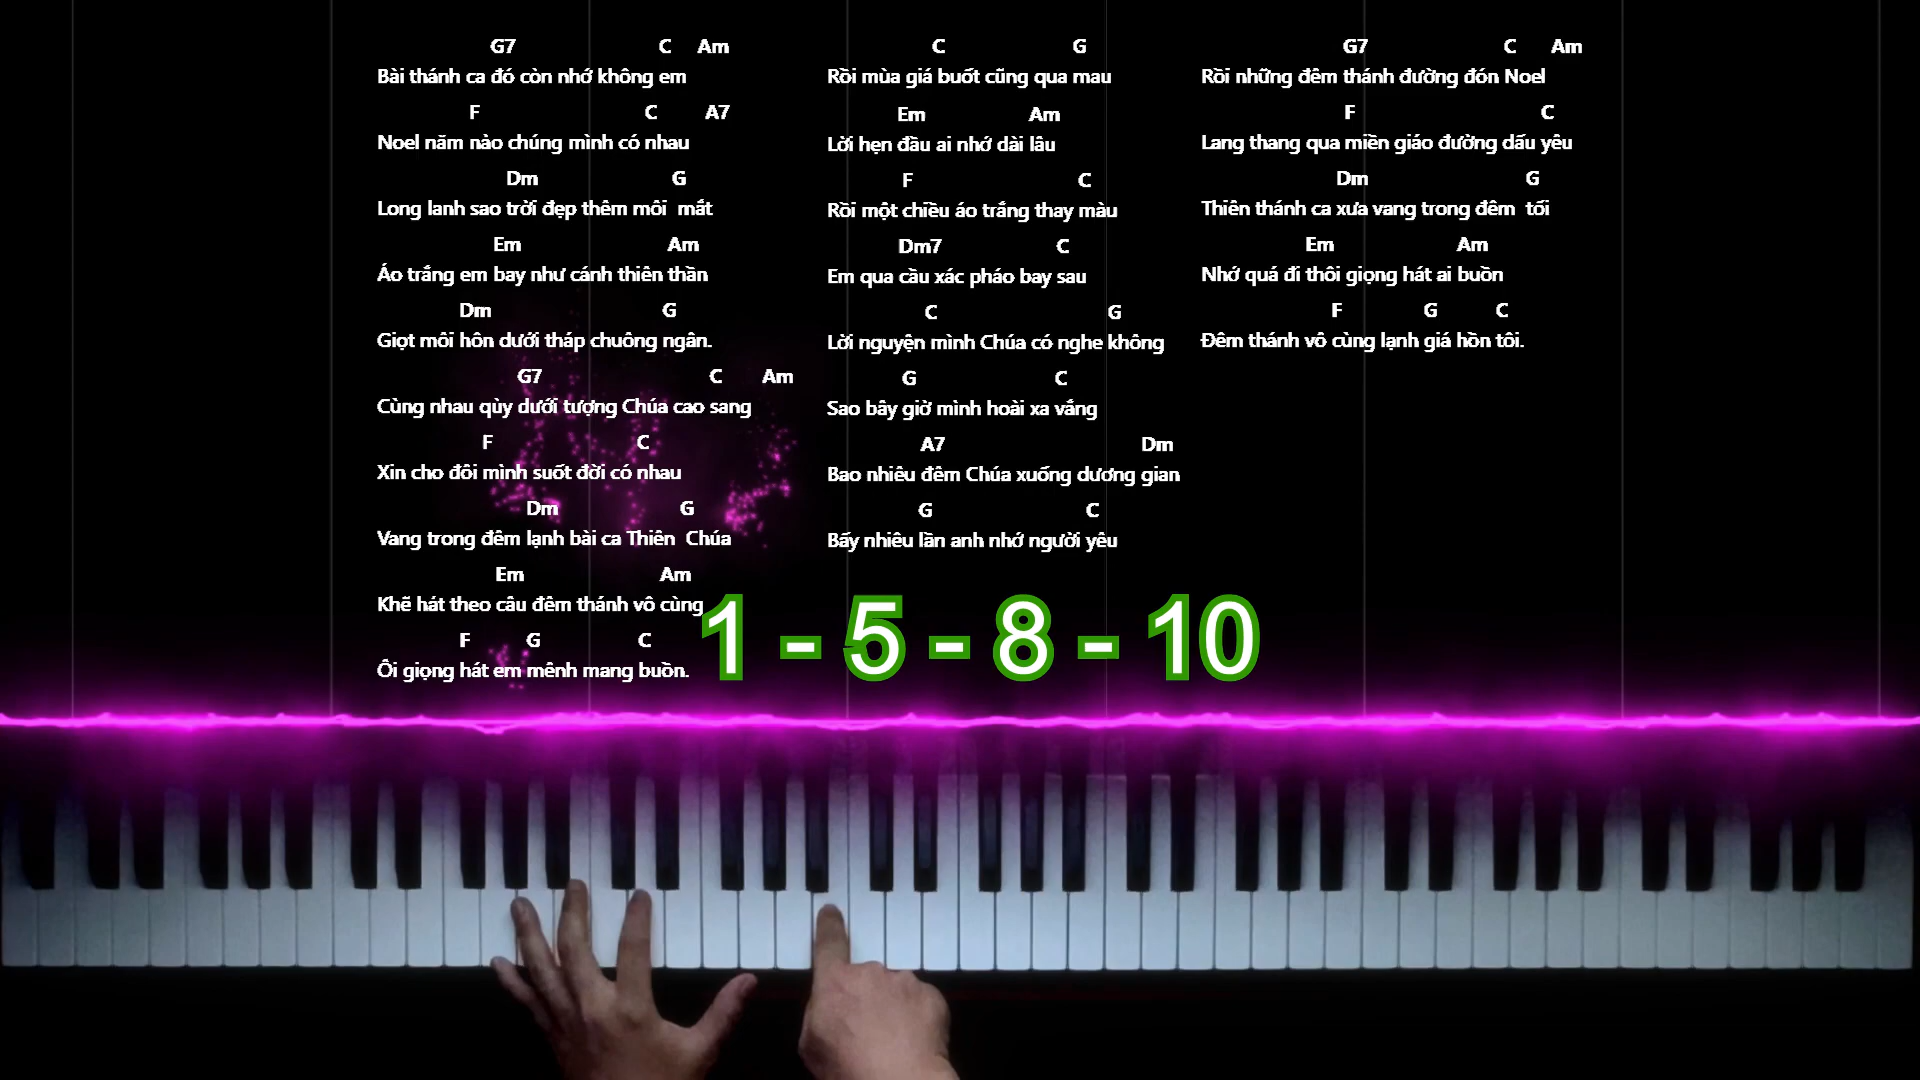 G7 C Am
Bài thánh ca đó còn nhớ không em
F C A7
Noel năm nào chúng mình có nhau
Dm G
Long lanh sao trời đẹp thêm môi mắt
Em Am
Áo trắng em bay như cánh thiên thần
Dm G
Giọt môi hôn dưới tháp chuông ngân.
G7 C Am
Cùng nhau qùy dưới tượng Chúa cao sang
F C
Xin cho đôi mình suốt đời có nhau
Dm G
Vang trong đêm lạnh bài ca Thiên Chúa
Em Am
Khẽ hát theo câu đêm thánh vô cùng
F G C
Ôi giọng hát em mênh mang buồn.
C G
Rồi mùa giá buốt cũng qua mau
Em Am
Lời hẹn đầu ai nhớ dài lâu
F C
Rồi một chiều áo trắng thay màu
Dm7 C
Em qua cầu xác pháo bay sau
C G
Lời nguyện mình Chúa có nghe không
G C
Sao bây giờ mình hoài xa vắng
A7 Dm
Bao nhiêu đêm Chúa xuống dương gian
G C
Bấy nhiêu lần anh nhớ người yêu
G7 C Am
Rồi những đêm thánh đường đón Noel
F C
Lang thang qua miền giáo đường dấu yêu
Dm G
Thiên thánh ca xưa vang trong đêm tối
Em Am
Nhớ quá đi thôi giọng hát ai buồn
F G C
Đêm thánh vô cùng lạnh giá hồn tôi.
1 - 5 - 8 - 10